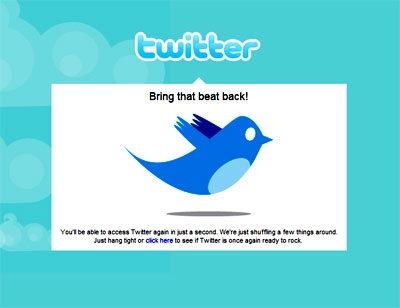 twitter
Bring that beat back!
You'll be able to access Twitter again in just a second. We're just shuffling a few things around.
Just hang tight or click here to see if Twitter is once again ready to rock.